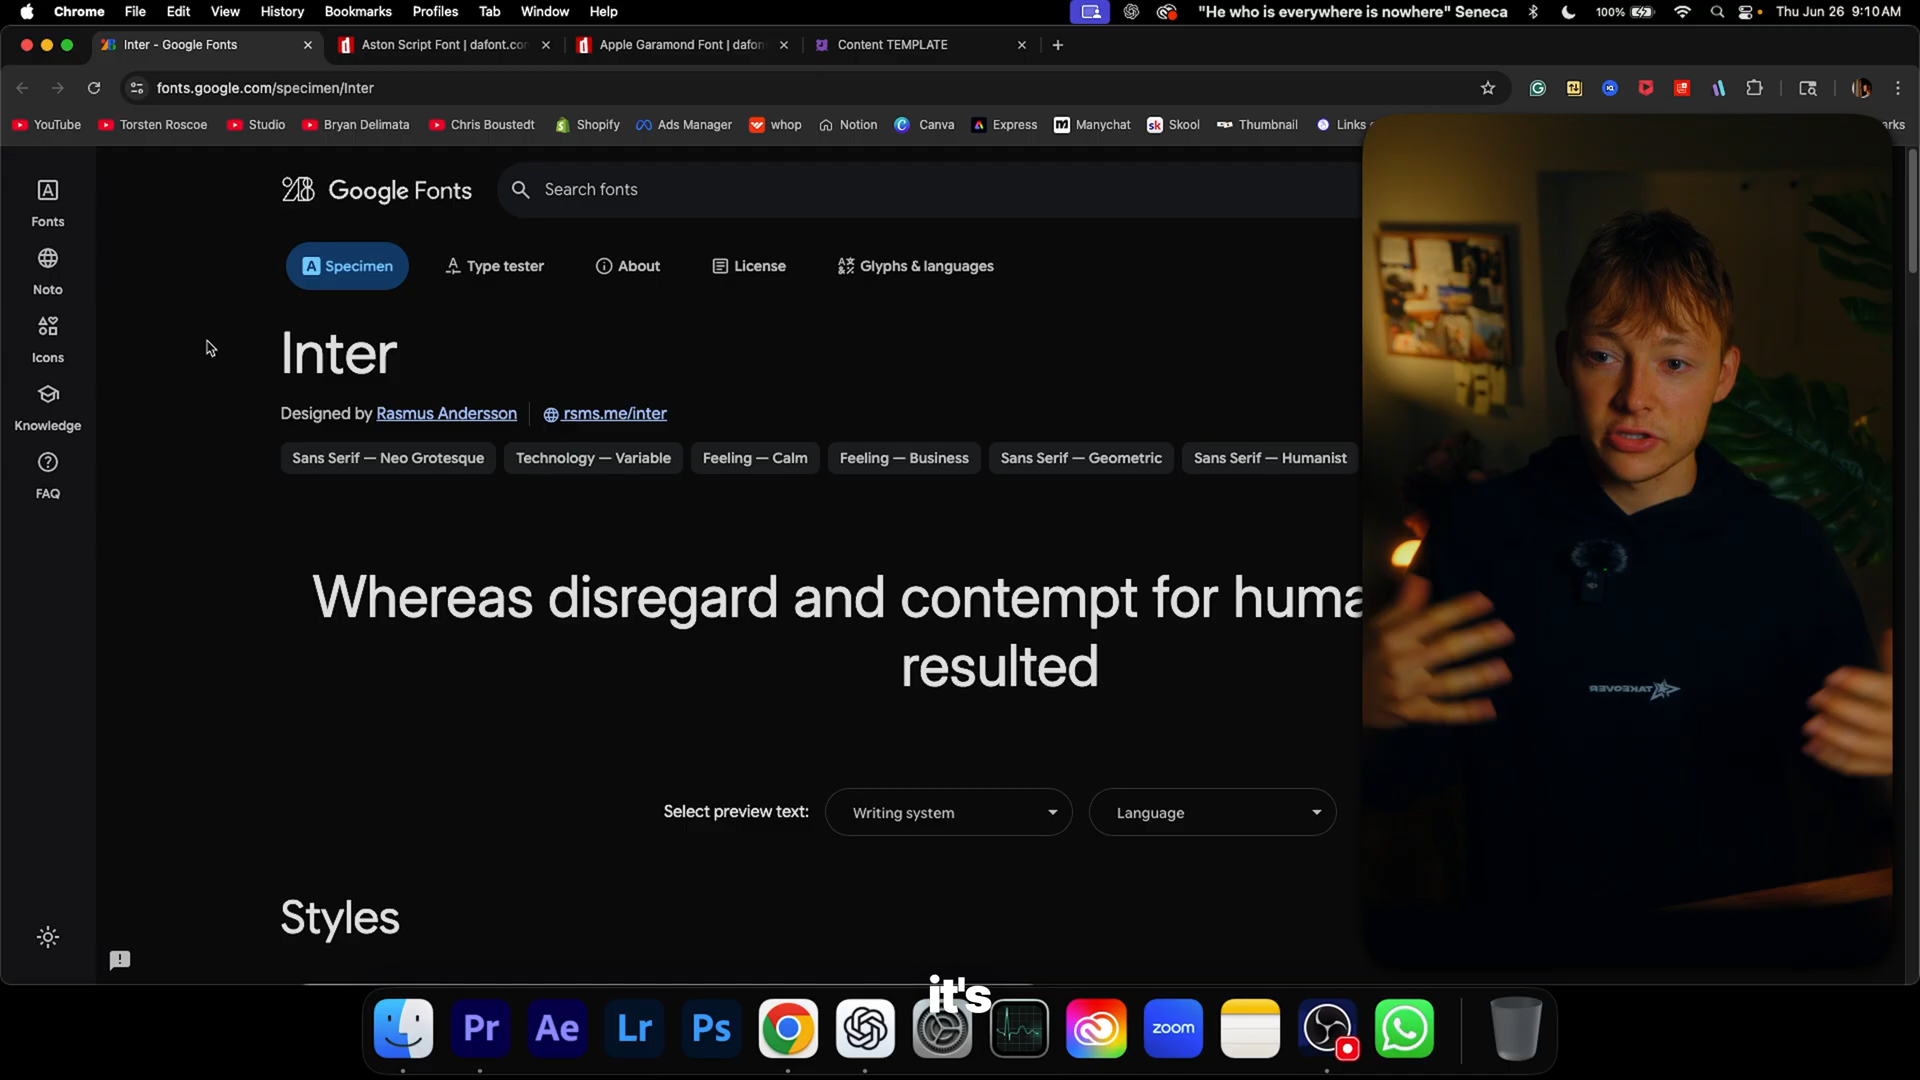 Chrome File Edit View History Bookmarks Profiles Tab Window Help "He who is everywhere is nowhere" Seneca 100% Thu Jun 26 9:10 AM
Inter - Google Fonts Aston Script Font | dafont.con Apple Garamond Font | dafon Content TEMPLATE
fonts.google.com/specimen/Inter
YouTube Torsten Roscoe Studio Bryan Delimata Chris Boustedt Shopify Ads Manager whop Notion Canva Express Manychat Skool Thumbnail Links
Google Fonts Search fonts
Fonts
Noto
Icons
Knowledge
FAQ
Specimen Type tester About License Glyphs & languages
Inter
Designed by Rasmus Andersson rsms.me/inter
Sans Serif — Neo Grotesque Technology — Variable Feeling — Calm Feeling — Business Sans Serif — Geometric Sans Serif — Humanist
Whereas disregard and contempt for huma
resulted
Select preview text: Writing system Language
Styles
TAKEOVER
it's
Pr Ae Lr Ps zoom